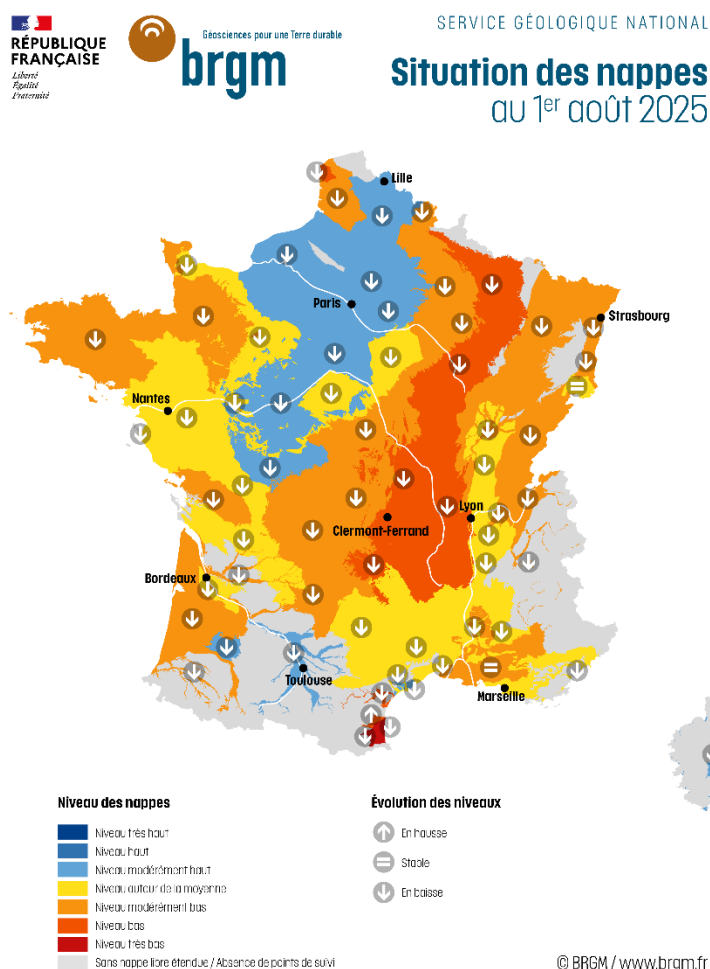 RÉPUBLIQUE
FRANÇAISE
Liberté
Égalité
Fraternité
Géosciences pour une Terre durable
brgm
SERVICE GÉOLOGIQUE NATIONAL
Situation des nappes
au 1er août 2025
Lille
Paris
Strasbourg
Nantes
Lyon
Clermont-Ferrand
Bordeaux
Toulouse
Marseille
Niveau des nappes
Niveau très haut
Niveau haut
Niveau modérément haut
Niveau autour de la moyenne
Niveau modérément bas
Niveau bas
Niveau très bas
Sans nappe libre étendue / Absence de points de suivi
Évolution des niveaux
En hausse
Stable
En baisse
© BRGM / www.brgm.fr